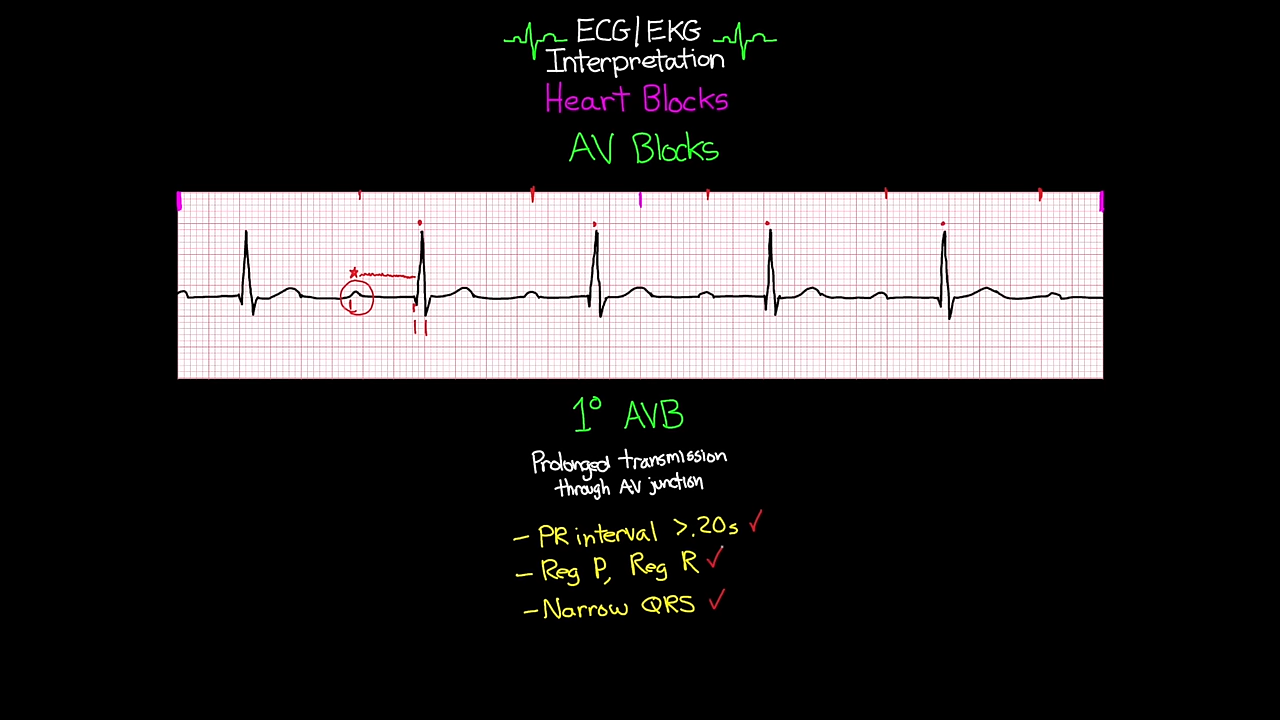 ECG|EKG
Interpretation
Heart Blocks
AV Blocks
1° AVB
Prolonged transmission
through AV junction
- PR interval >.20s ✓
- Reg P, Reg R ✓
- Narrow QRS ✓